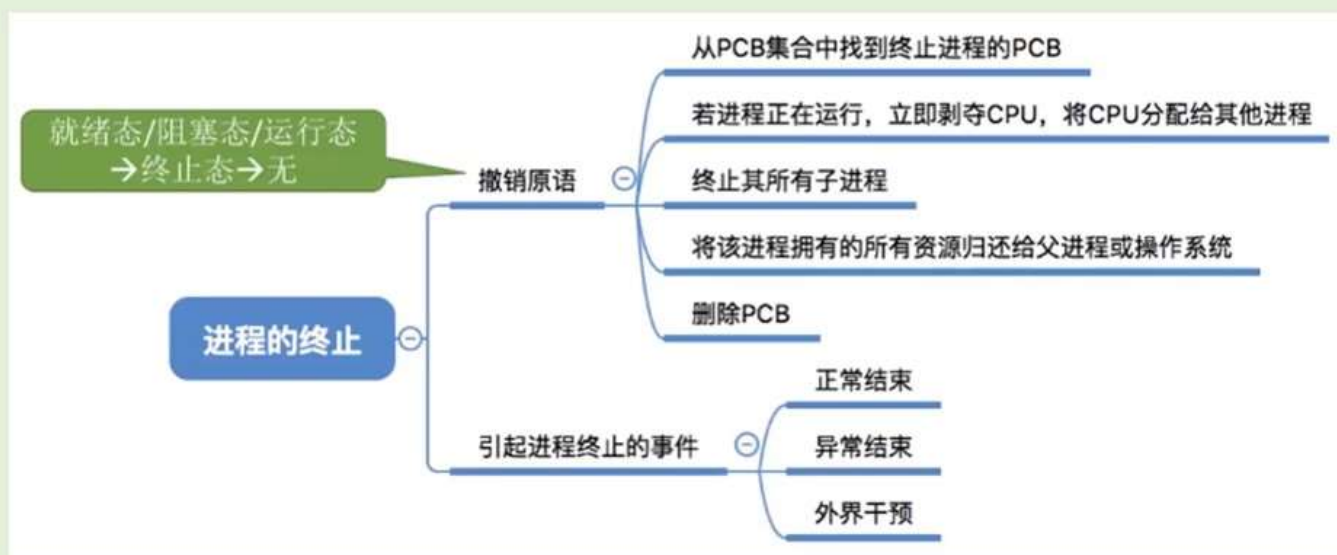 从PCB集合中找到终止进程的PCB
若进程正在运行，立即剥夺CPU，将CPU分配给其他进程
就绪态/阻塞态/运行态
→终止态→无
撤销原语
终止其所有子进程
将该进程拥有的所有资源归还给父进程或操作系统
删除PCB
进程的终止
正常结束
引起进程终止的事件
异常结束
外界干预